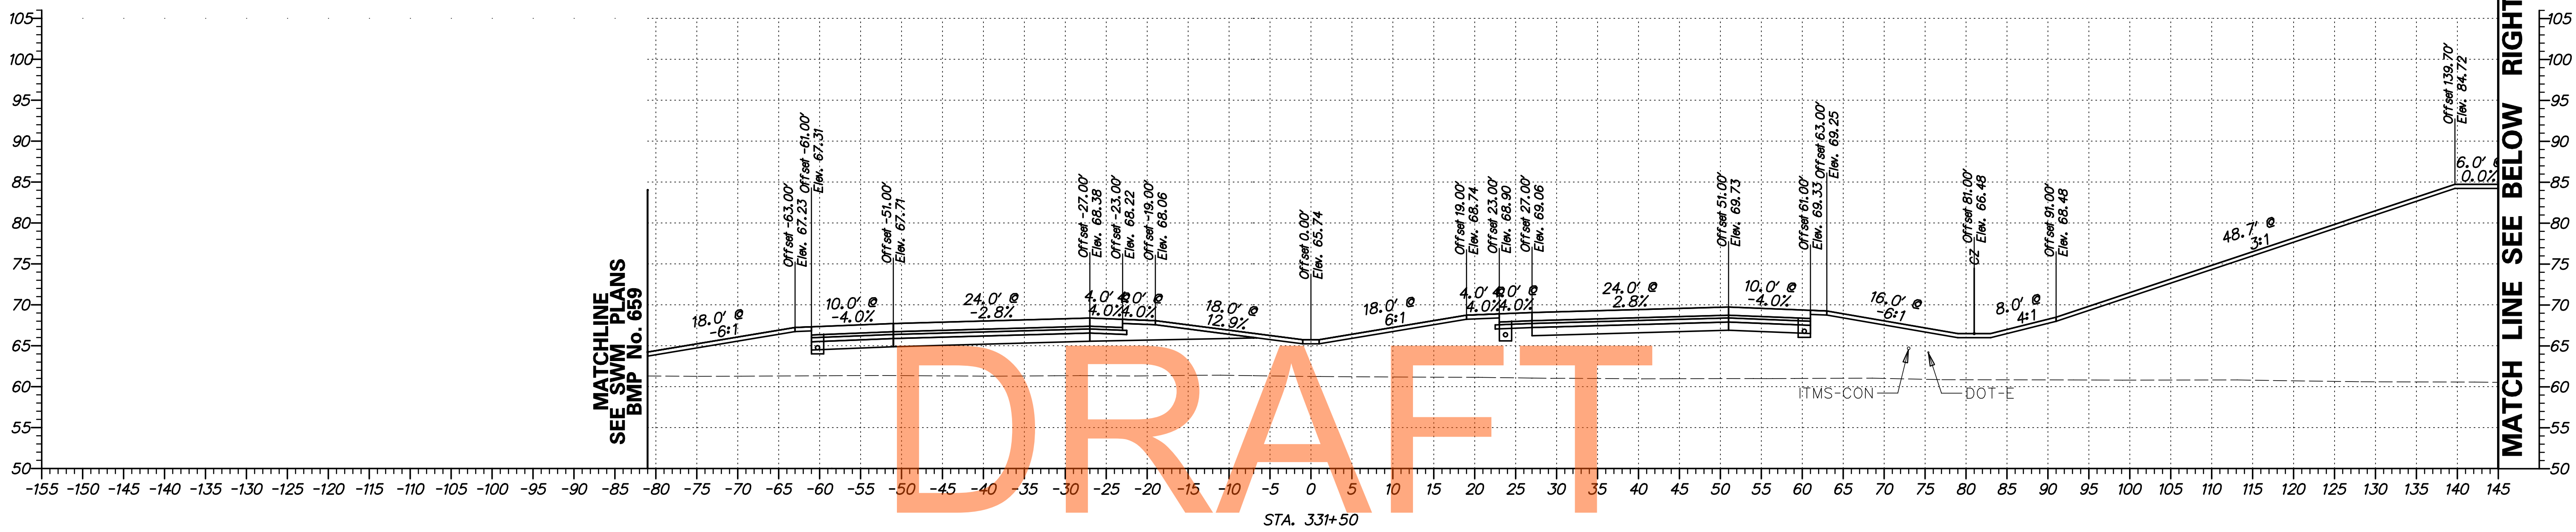 105
100
95
90
85
80
75
70
65
60
55
50
MATCHLINE
SEE SWM PLANS
BMP No. 659
18.0' @
-6:1
Offset -63.00'
Elev. 67.23
Offset -61.00'
Elev. 67.31
10.0' @
-4.0%
Offset -51.00'
Elev. 67.71
24.0' @
-2.8%
Offset -27.00'
Elev. 68.38
4.0' @
4.0%
Offset -23.00'
Elev. 68.22
4.0' @
4.0%
Offset -19.00'
Elev. 68.06
18.0' @
12.9%
Offset 0.00'
Elev. 65.74
18.0' @
6:1
Offset 19.00'
Elev. 68.74
4.0' @
4.0%
Offset 23.00'
Elev. 68.90
4.0' @
4.0%
Offset 27.00'
Elev. 69.06
24.0' @
2.8%
Offset 51.00'
Elev. 69.73
10.0' @
-4.0%
Offset 61.00'
Elev. 69.33
Offset 63.00'
Elev. 69.25
16.0' @
-6:1
CZ Offset 81.00'
Elev. 66.48
8.0' @
4:1
Offset 91.00'
Elev. 68.48
48.7' @
3:1
Offset 139.70'
Elev. 84.72
6.0' @
0.0%
ITMS-CON
DOT-E
DRAFT
MATCH LINE SEE BELOW RIGHT
105
100
95
90
85
80
75
70
65
60
55
50
-155 -150 -145 -140 -135 -130 -125 -120 -115 -110 -105 -100 -95 -90 -85 -80 -75 -70 -65 -60 -55 -50 -45 -40 -35 -30 -25 -20 -15 -10 -5 0 5 10 15 20 25 30 35 40 45 50 55 60 65 70 75 80 85 90 95 100 105 110 115 120 125 130 135 140 145
STA. 331+50